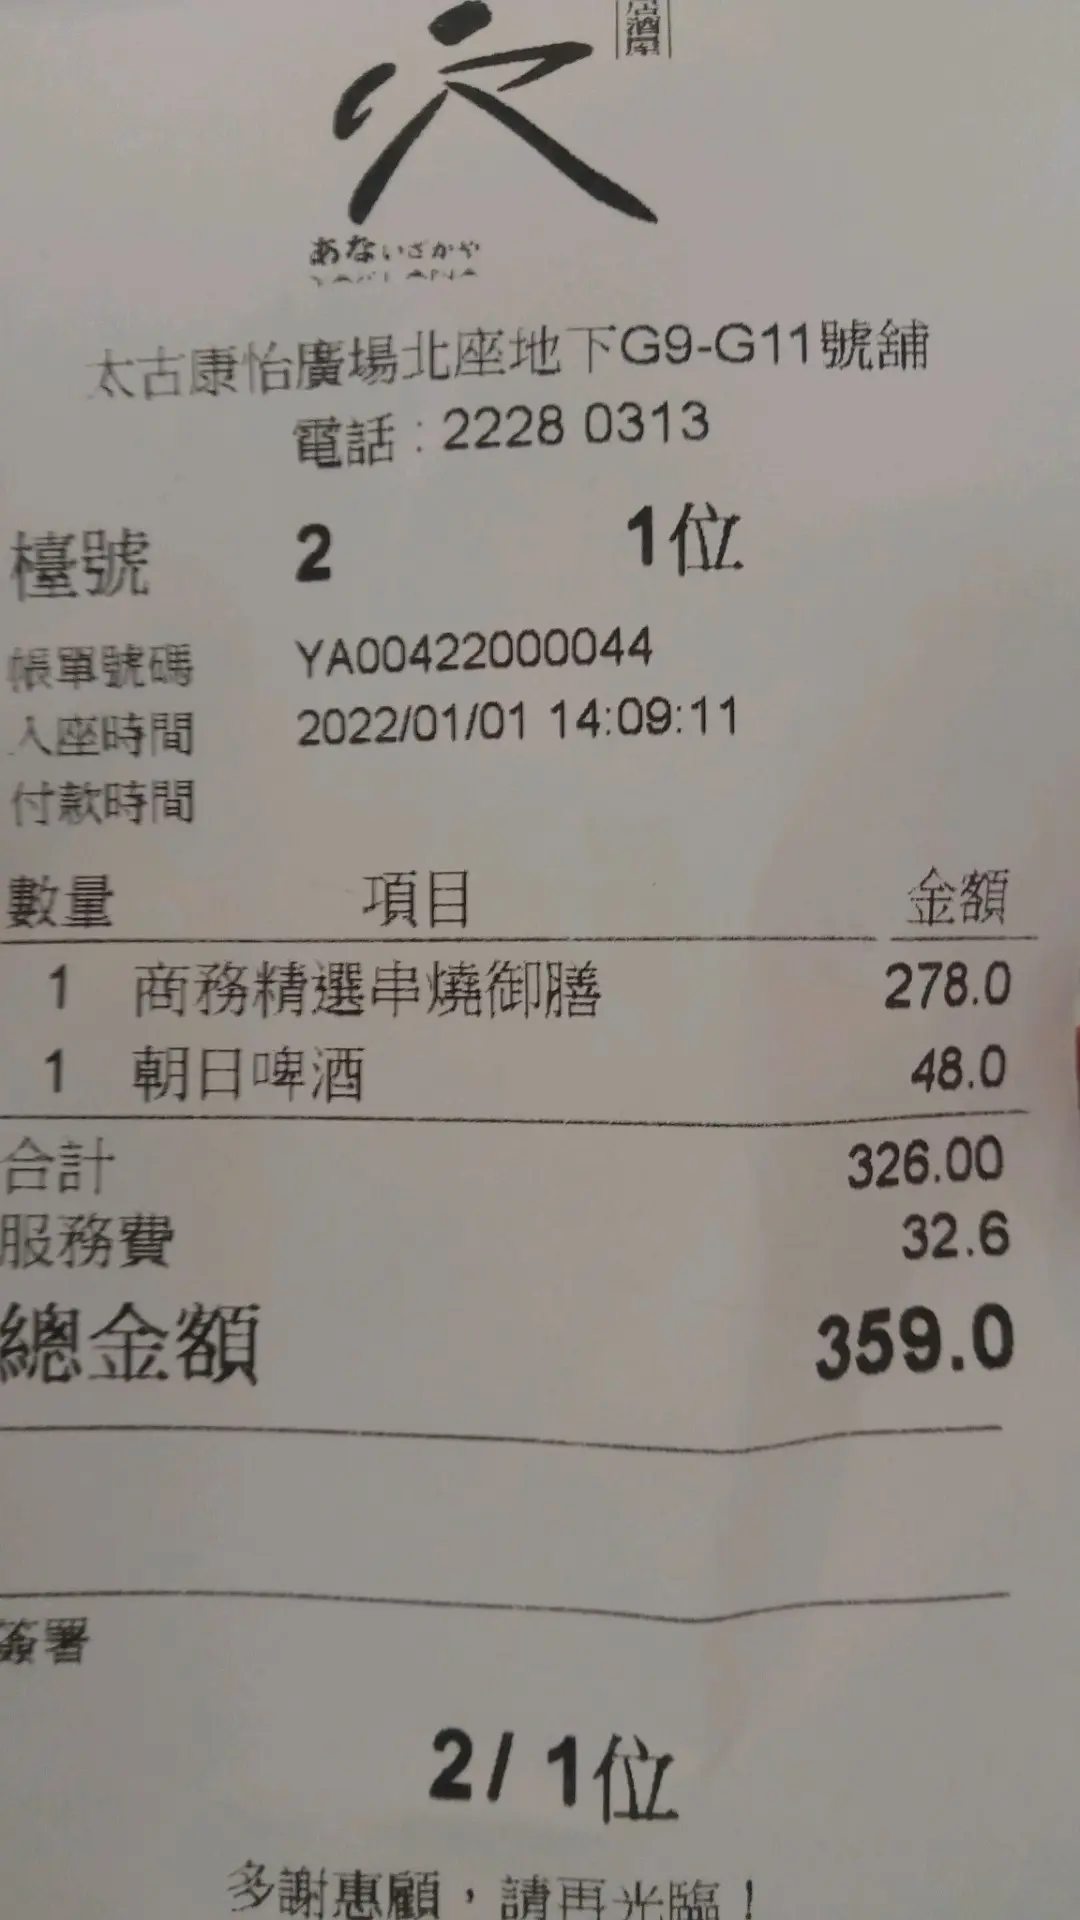 穴
居酒屋
あないざかや
太古康怡廣場北座地下G9-G11號舖
電話 : 2228 0313
檯號 2 1位
帳單號碼 YA00422000044
入座時間 2022/01/01 14:09:11
付款時間
數量 項目 金額
1 商務精選串燒御膳 278.0
1 朝日啤酒 48.0
合計 326.00
服務費 32.6
總金額 359.0
簽署
2/ 1位
多謝惠顧，請再光臨！